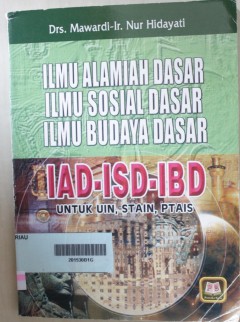 Drs. Mawardi-Ir. Nur Hidayati
ILMU ALAMIAH DASAR
ILMU SOSIAL DASAR
ILMU BUDAYA DASAR
IAD-ISD-IBD
UNTUK UIN, STAIN, PTAIS
RIAU